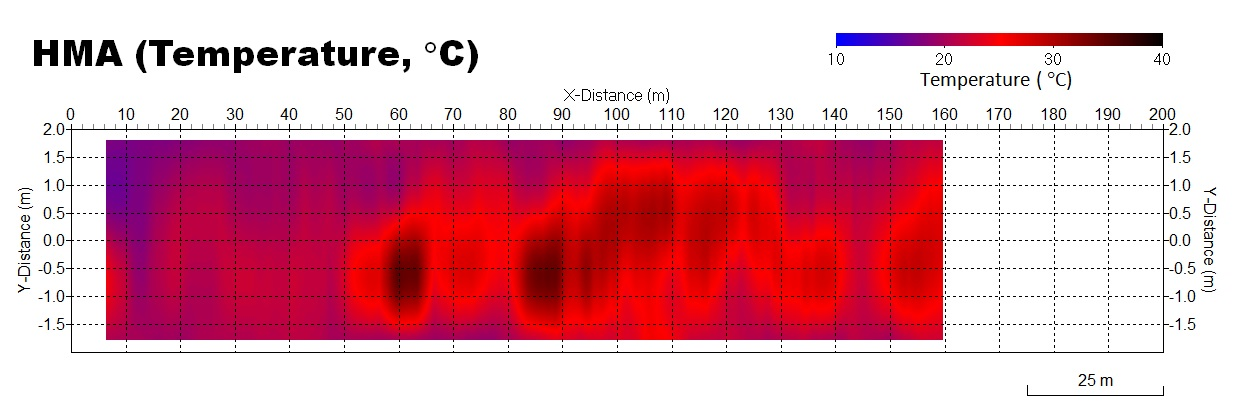 HMA (Temperature, °C)
10 20 30 40
Temperature ( °C)
X-Distance (m)
0 10 20 30 40 50 60 70 80 90 100 110 120 130 140 150 160 170 180 190 200
2.0 2.0
1.5 1.5
1.0 1.0
0.5 0.5
0.0 0.0
-0.5 -0.5
-1.0 -1.0
-1.5 -1.5
Y-Distance (m)
Y-Distance (m)
25 m